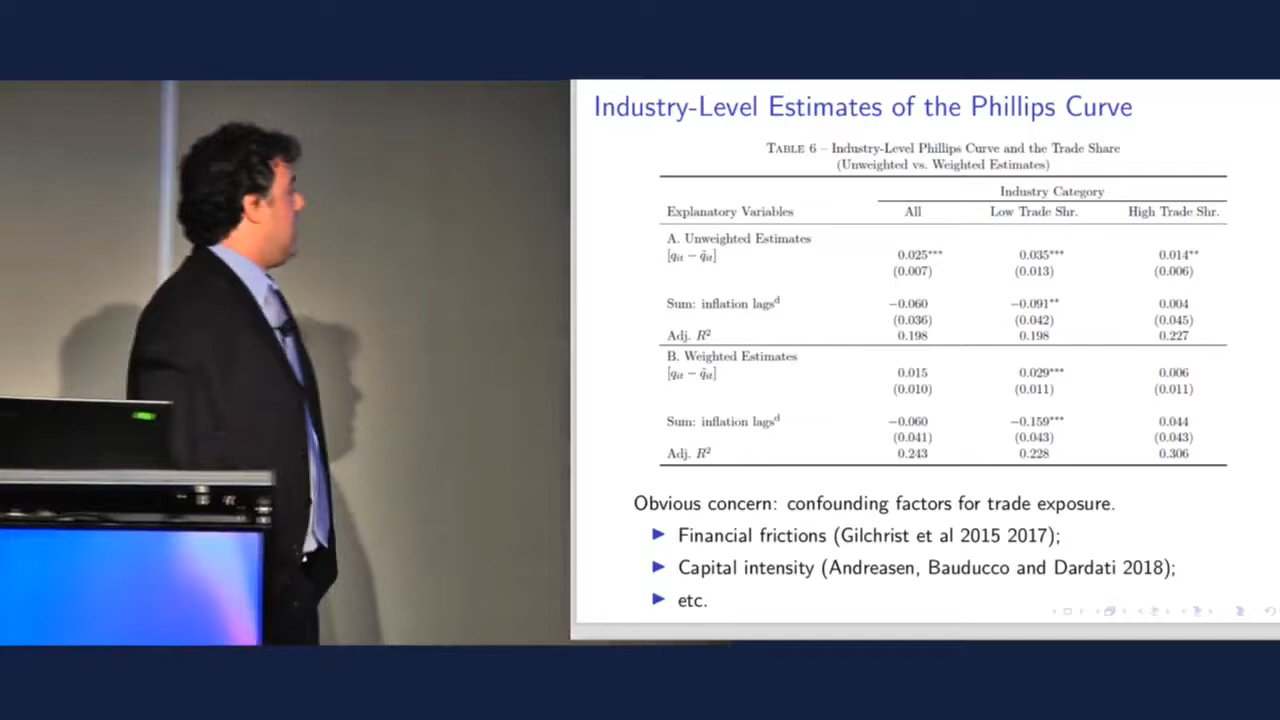 Industry-Level Estimates of the Phillips Curve
TABLE 6 – Industry-Level Phillips Curve and the Trade Share
(Unweighted vs. Weighted Estimates)
Industry Category
Explanatory Variables All Low Trade Shr. High Trade Shr.
A. Unweighted Estimates
[qᵢₜ − q̄ᵢₜ] 0.025*** 0.035*** 0.014**
(0.007) (0.013) (0.006)
Sum: inflation lagsᵈ −0.060 −0.091** 0.004
(0.036) (0.042) (0.045)
Adj. R² 0.198 0.198 0.227
B. Weighted Estimates
[qᵢₜ − q̄ᵢₜ] 0.015 0.029*** 0.006
(0.010) (0.011) (0.011)
Sum: inflation lagsᵈ −0.060 −0.159*** 0.044
(0.041) (0.043) (0.043)
Adj. R² 0.243 0.228 0.306
Obvious concern: confounding factors for trade exposure.
Financial frictions (Gilchrist et al 2015 2017);
Capital intensity (Andreasen, Bauducco and Dardati 2018);
etc.